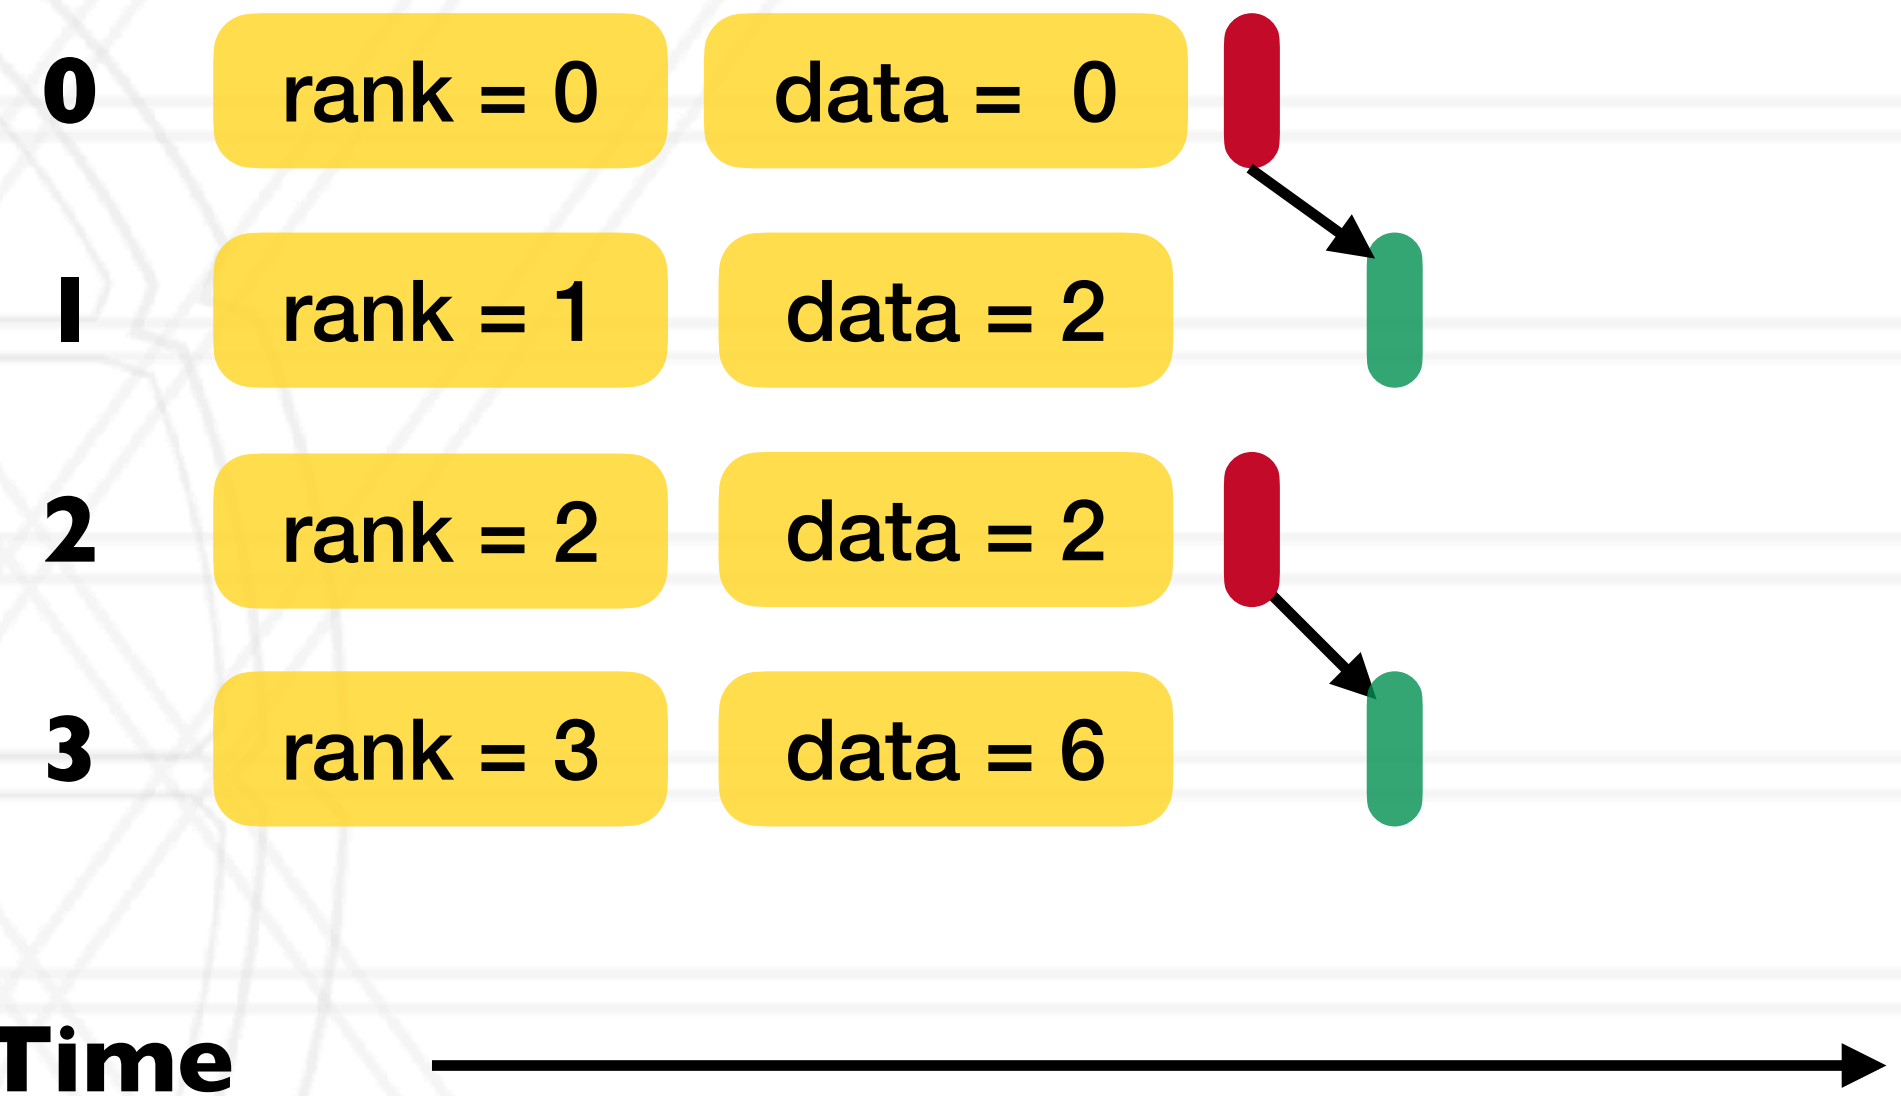 0 rank = 0 data = 0
1 rank = 1 data = 2
2 rank = 2 data = 2
3 rank = 3 data = 6
Time